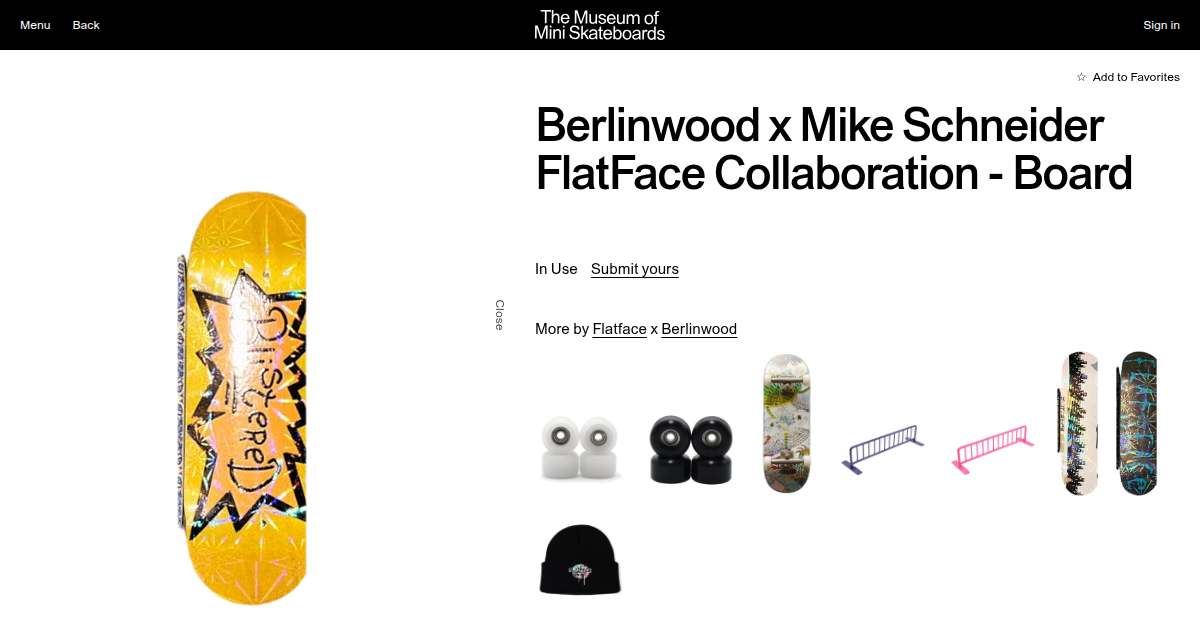 Menu
Back
The Museum of
Mini Skateboards
Sign in
☆ Add to Favorites
Berlinwood x Mike Schneider
FlatFace Collaboration - Board
In Use Submit yours
Close
More by Flatface x Berlinwood